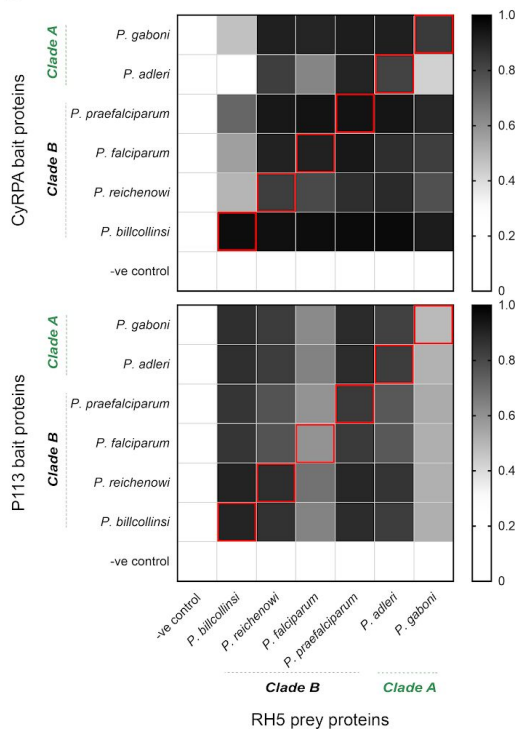 CyRPA bait proteins
Clade A
Clade B
P. gaboni
P. adleri
P. praefalciparum
P. falciparum
P. reichenowi
P. billcollinsi
-ve control
1.0
0.8
0.6
0.4
0.2
0
P113 bait proteins
Clade A
Clade B
P. gaboni
P. adleri
P. praefalciparum
P. falciparum
P. reichenowi
P. billcollinsi
-ve control
1.0
0.8
0.6
0.4
0.2
0
-ve control
P. billcollinsi
P. reichenowi
P. falciparum
P. praefalciparum
P. adleri
P. gaboni
Clade B
Clade A
RH5 prey proteins